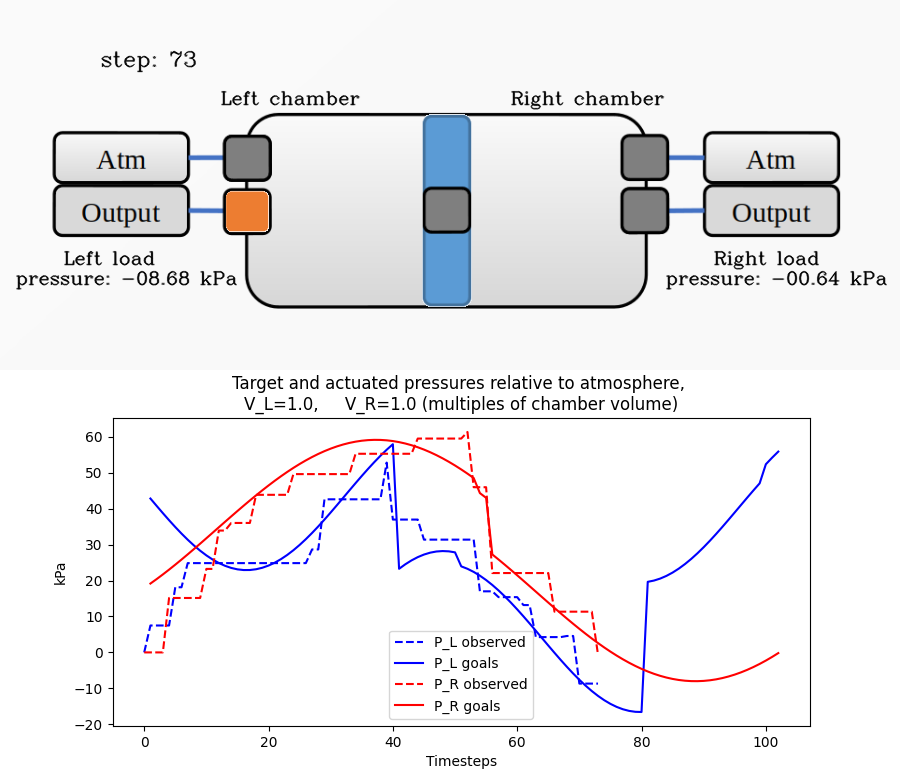 step: 73
Left chamber
Right chamber
Atm
Atm
Output
Output
Left load
pressure: -08.68 kPa
Right load
pressure: -00.64 kPa
Target and actuated pressures relative to atmosphere,
V_L=1.0, V_R=1.0 (multiples of chamber volume)
60
50
40
30
20
10
0
−10
−20
kPa
P_L observed
P_L goals
P_R observed
P_R goals
0 20 40 60 80 100
Timesteps